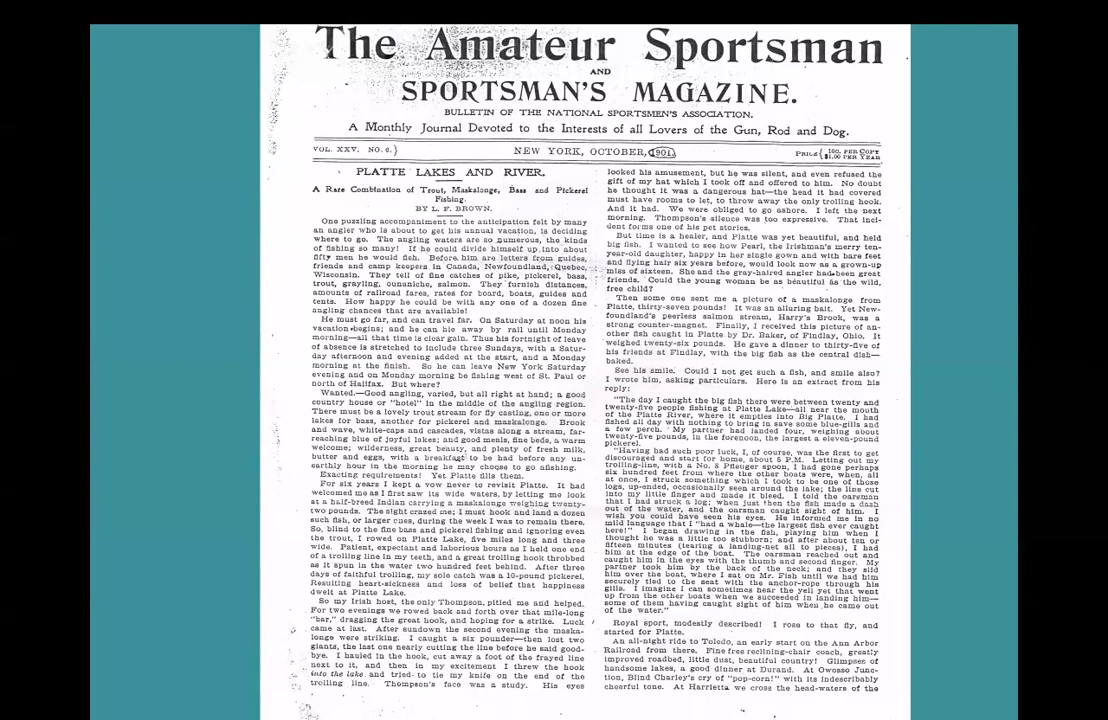 The Amateur Sportsman
AND
SPORTSMAN'S MAGAZINE.
BULLETIN OF THE NATIONAL SPORTSMEN'S ASSOCIATION.
A Monthly Journal Devoted to the Interests of all Lovers of the Gun, Rod and Dog.
VOL. XXV. NO. 6.}
NEW YORK, OCTOBER, 1901.
PRICE { 10c. PER COPY
$1.00 PER YEAR
PLATTE LAKES AND RIVER.
A Rare Combination of Trout, Maskalonge, Bass and Pickerel
Fishing.
BY L. F. BROWN.
One puzzling accompaniment to the anticipation felt by many
an angler who is about to get his annual vacation, is deciding
where to go. The angling waters are so numerous, the kinds
of fishing so many! If he could divide himself up into about
fifty men he would fish. Before him are letters from guides,
friends and camp keepers in Canada, Newfoundland, Quebec,
Wisconsin. They tell of fine catches of pike, pickerel, bass,
trout, grayling, ounaniche, salmon. They furnish distances,
amounts of railroad fares, rates for board, boats, guides and
tents. How happy he could be with any one of a dozen fine
angling chances that are available!
He must go far, and can travel far. On Saturday at noon his
vacation begins; and he can hie away by rail until Monday
morning—all that time is clear gain. Thus his fortnight of leave
of absence is stretched to include three Sundays, with a Satur-
day afternoon and evening added at the start, and a Monday
morning at the finish. So he can leave New York Saturday
evening and on Monday morning be fishing west of St. Paul or
north of Halifax. But where?
Wanted.—Good angling, varied, but all right at hand; a good
country house or "hotel" in the middle of the angling region.
There must be a lovely trout stream for fly casting, one or more
lakes for bass, another for pickerel and maskalonge. Brook
and wave, white-caps and cascades, vistas along a stream, far-
reaching blue of joyful lakes; and good meals, fine beds, a warm
welcome; wilderness, great beauty, and plenty of fresh milk,
butter and eggs, with a breakfast to be had before any un-
earthly hour in the morning he may choose to go afishing.
Exacting requirements! Yet Platte fills them.
For six years I kept a vow never to revisit Platte. It had
welcomed me as I first saw its wide waters, by letting me look
at a half-breed Indian carrying a maskalonge weighing twenty-
two pounds. The sight crazed me; I must hook and land a dozen
such fish, or larger ones, during the week I was to remain there.
So, blind to the fine bass and pickerel fishing and ignoring even
the trout, I rowed on Platte Lake, five miles long and three
wide. Patient, expectant and laborious hours as I held one end
of a trolling line in my teeth, and a great trolling hook throbbed
as it spun in the water two hundred feet behind. After three
days of faithful trolling, my sole catch was a 10-pound pickerel.
Resulting heart-sickness and loss of belief that happiness
dwelt at Platte Lake.
So my Irish host, the only Thompson, pitied me and helped.
For two evenings we rowed back and forth over that mile-long
"bar," dragging the great hook, and hoping for a strike. Luck
came at last. After sundown the second evening the maska-
longe were striking. I caught a six pounder—then lost two
giants, the last one nearly cutting the line before he said good-
bye. I hauled in the hook, cut away a foot of the frayed line
next to it, and then in my excitement I threw the hook
into the lake and tried to tie my knife on the end of the
trolling line. Thompson's face was a study. His eyes
looked his amusement, but he was silent, and even refused the
gift of my hat which I took off and offered to him. No doubt
he thought it was a dangerous hat—the head it had covered
must have rooms to let, to throw away the only trolling hook.
And it had. We were obliged to go ashore. I left the next
morning. Thompson's silence was too expressive. That inci-
dent forms one of his pet stories.
But time is a healer, and Platte was yet beautiful, and held
big fish. I wanted to see how Pearl, the Irishman's merry ten-
year-old daughter, happy in her single gown and with bare feet
and flying hair six years before, would look now as a grown-up
miss of sixteen. She and the gray-haired angler had been great
friends. Could the young woman be as beautiful as the wild,
free child?
Then some one sent me a picture of a maskalonge from
Platte, thirty-seven pounds! It was an alluring bait. Yet New-
foundland's peerless salmon stream, Harry's Brook, was a
strong counter-magnet. Finally, I received this picture of an-
other fish caught in Platte by Dr. Baker, of Findlay, Ohio. It
weighed twenty-six pounds. He gave a dinner to thirty-five of
his friends at Findlay, with the big fish as the central dish—
baked.
See his smile. Could I not get such a fish, and smile also?
I wrote him, asking particulars. Here is an extract from his
reply:
"The day I caught the big fish there were between twenty and
twenty-five people fishing at Platte Lake—all near the mouth
of the Platte River, where it empties into Big Platte. I had
fished all day with nothing to bring in save some blue-gills and
a few perch. My partner had landed four, weighing about
twenty-five pounds, in the forenoon, the largest a eleven-pound
pickerel.
"Having had such poor luck, I, of course, was the first to get
discouraged and start for home, about 5 P.M. Letting out my
trolling-line, with a No. 8 Pfleuger spoon, I had gone perhaps
six hundred feet from where the other boats were, when, all
at once, I struck something which I took to be one of those
logs, up-ended, occasionally seen around the lake; the line cut
into my little finger and made it bleed. I told the oarsman
that I had struck a log; when just then the fish made a dash
out of the water, and the oarsman caught sight of him. I
wish you could have seen his eyes. He informed me in no
mild language that I "had a whale—the largest fish ever caught
here!" I began drawing in the fish, playing him when I
thought he was a little too stubborn; and after about ten or
fifteen minutes (tearing a landing-net all to pieces), I had
him at the edge of the boat. The oarsman reached out and
caught him in the eyes with the thumb and second finger. My
partner took him by the back of the neck; and they slid
him over the boat, where I sat on Mr. Fish until we had him
securely tied to the seat with the anchor-rope through his
gills. I imagine I can sometimes hear the yell yet that went
up from the other boats when we succeeded in landing him—
some of them having caught sight of him when he came out
of the water."
Royal sport, modestly described! I rose to that fly, and
started for Platte.
An all-night ride to Toledo, an early start on the Ann Arbor
Railroad from there. Fine free reclining-chair coach, greatly
improved roadbed, little dust, beautiful country! Glimpses of
handsome lakes, a good dinner at Durand. At Owosso Junc-
tion, Blind Charley's cry of "pop-corn!" with its indescribably
cheerful tone. At Harrietta we cross the head-waters of the